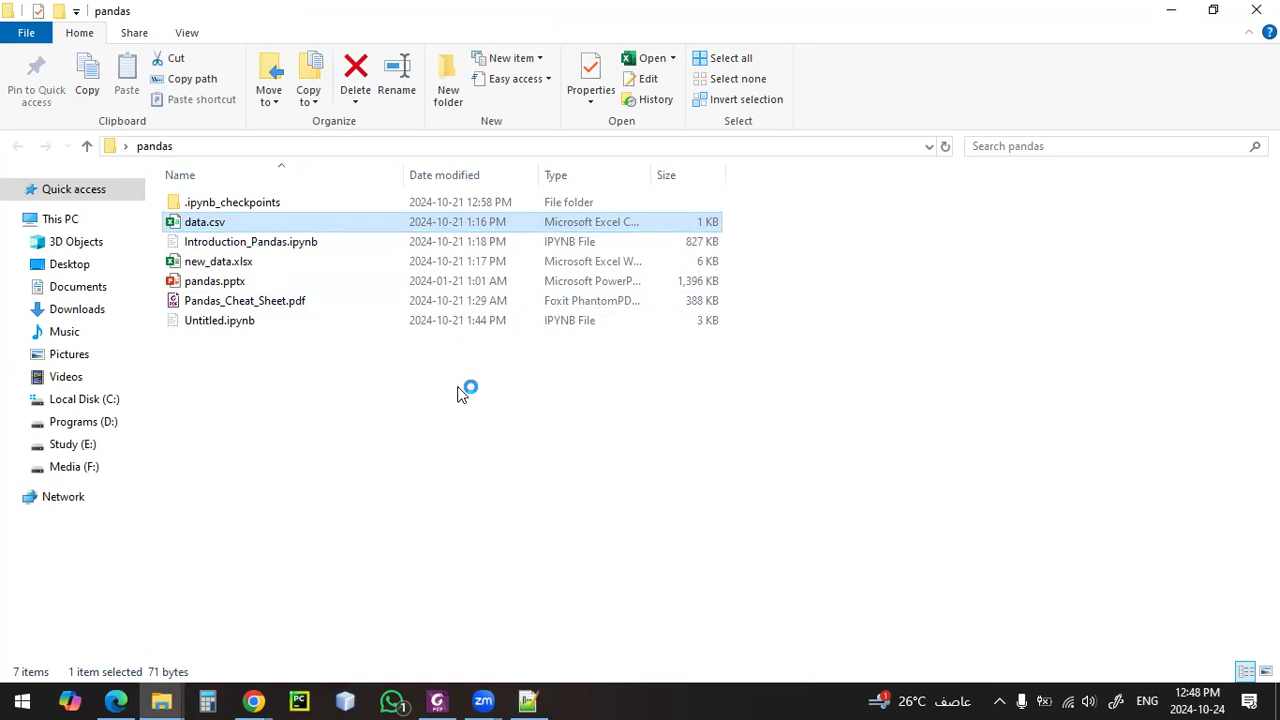 pandas
File Home Share View
Pin to Quick access
Copy
Paste
Cut
Copy path
Paste shortcut
Clipboard
Move to
Copy to
Delete
Rename
Organize
New folder
New item
Easy access
New
Properties
Open
Edit
History
Open
Select all
Select none
Invert selection
Select
pandas
Search pandas
Name Date modified Type Size
.ipynb_checkpoints 2024-10-21 12:58 PM File folder
data.csv 2024-10-21 1:16 PM Microsoft Excel C... 1 KB
Introduction_Pandas.ipynb 2024-10-21 1:18 PM IPYNB File 827 KB
new_data.xlsx 2024-10-21 1:17 PM Microsoft Excel W... 6 KB
pandas.pptx 2024-01-21 1:01 AM Microsoft PowerP... 1,396 KB
Pandas_Cheat_Sheet.pdf 2024-10-21 1:29 AM Foxit PhantomPD... 388 KB
Untitled.ipynb 2024-10-21 1:44 PM IPYNB File 3 KB
Quick access
This PC
3D Objects
Desktop
Documents
Downloads
Music
Pictures
Videos
Local Disk (C:)
Programs (D:)
Study (E:)
Media (F:)
Network
7 items 1 item selected 71 bytes
PC
1
PDF
zm
1
26°C عاصف
ENG
12:48 PM
2024-10-24